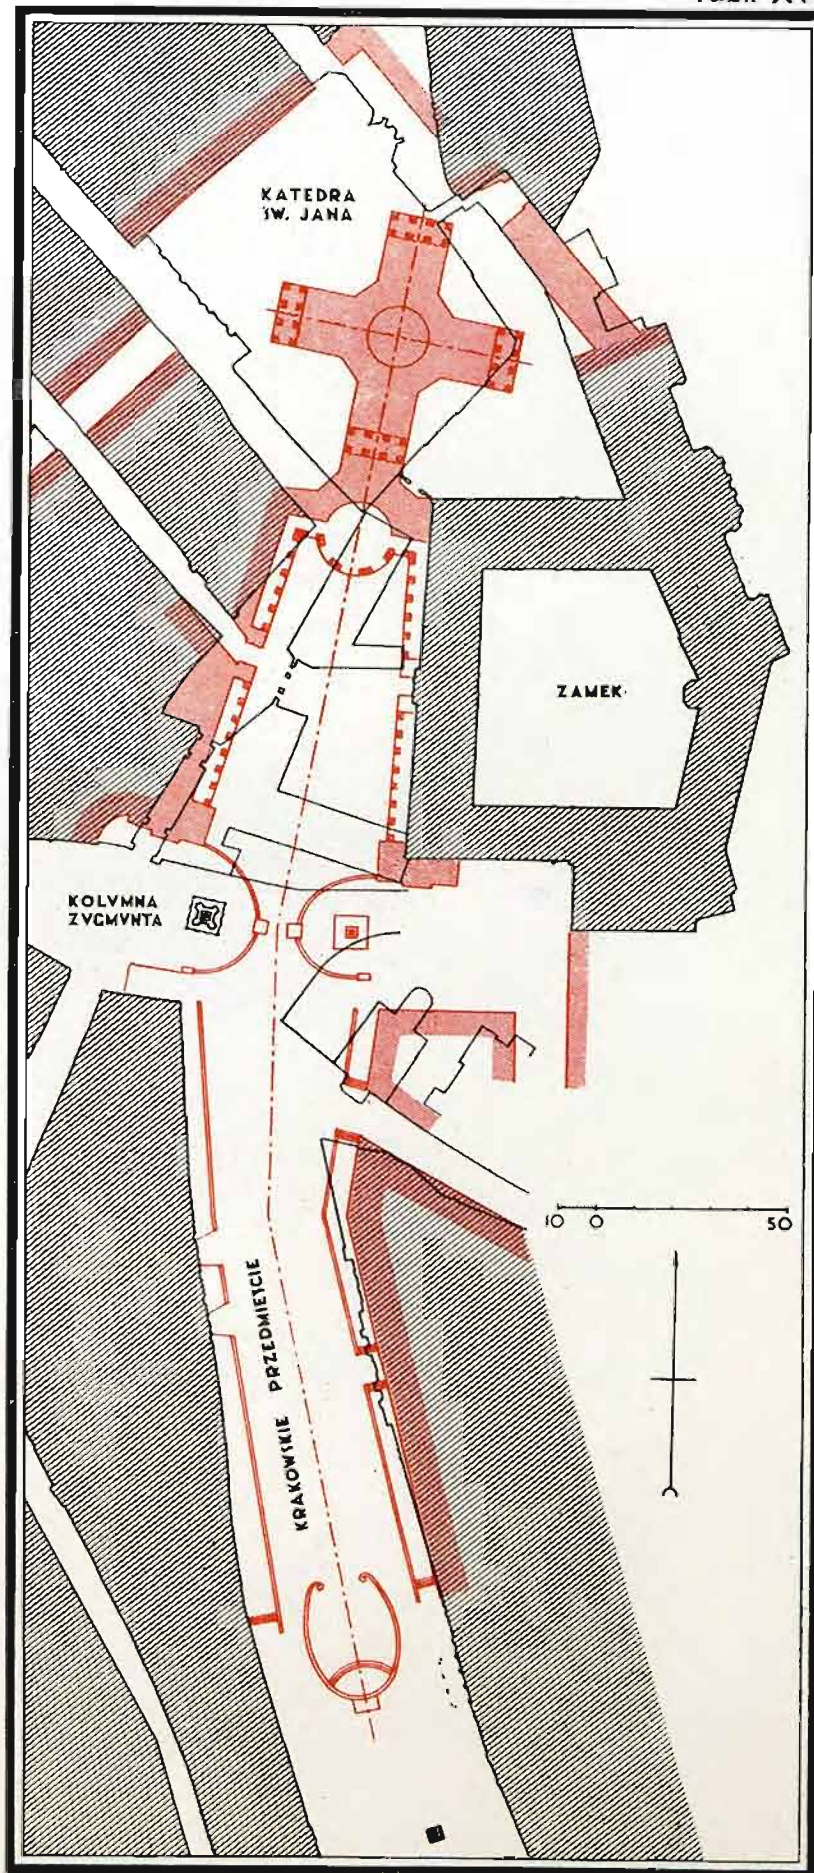 KATEDRA
ŚW. JANA
ZAMEK
KOLVMNA
ZYGMVNTA
10 0 50
KRAKOWSKIE PRZEDMIEŚCIE